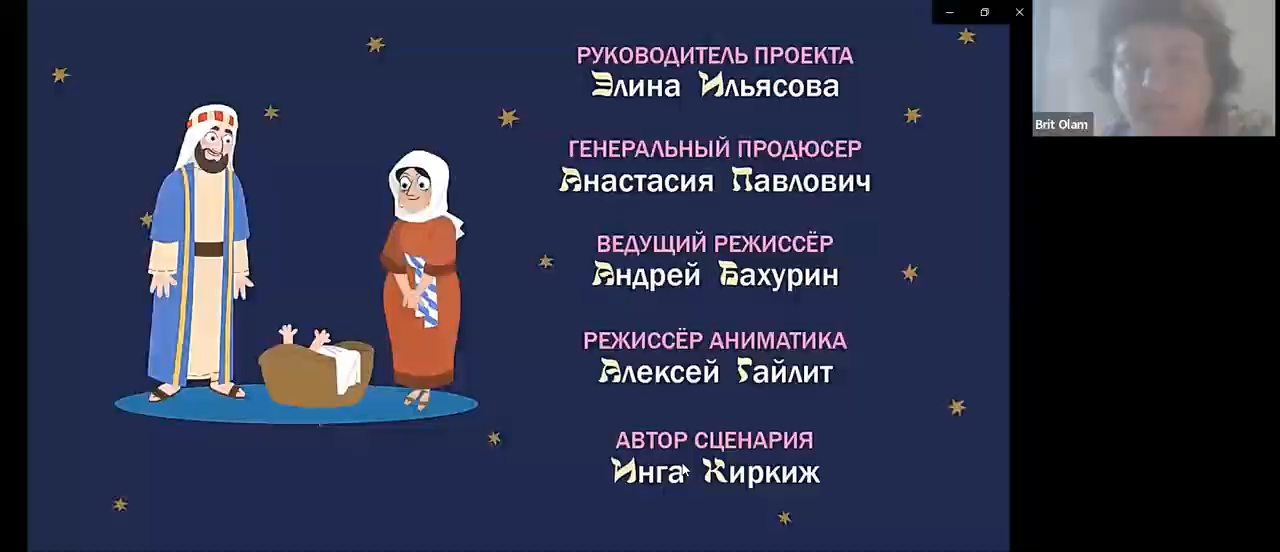 РУКОВОДИТЕЛЬ ПРОЕКТА
Элина Ильясова
ГЕНЕРАЛЬНЫЙ ПРОДЮСЕР
Анастасия Павлович
ВЕДУЩИЙ РЕЖИССЁР
Андрей Бахурин
РЕЖИССЁР АНИМАТИКА
Алексей Гайлит
АВТОР СЦЕНАРИЯ
Инга Киркиж
Brit Olam